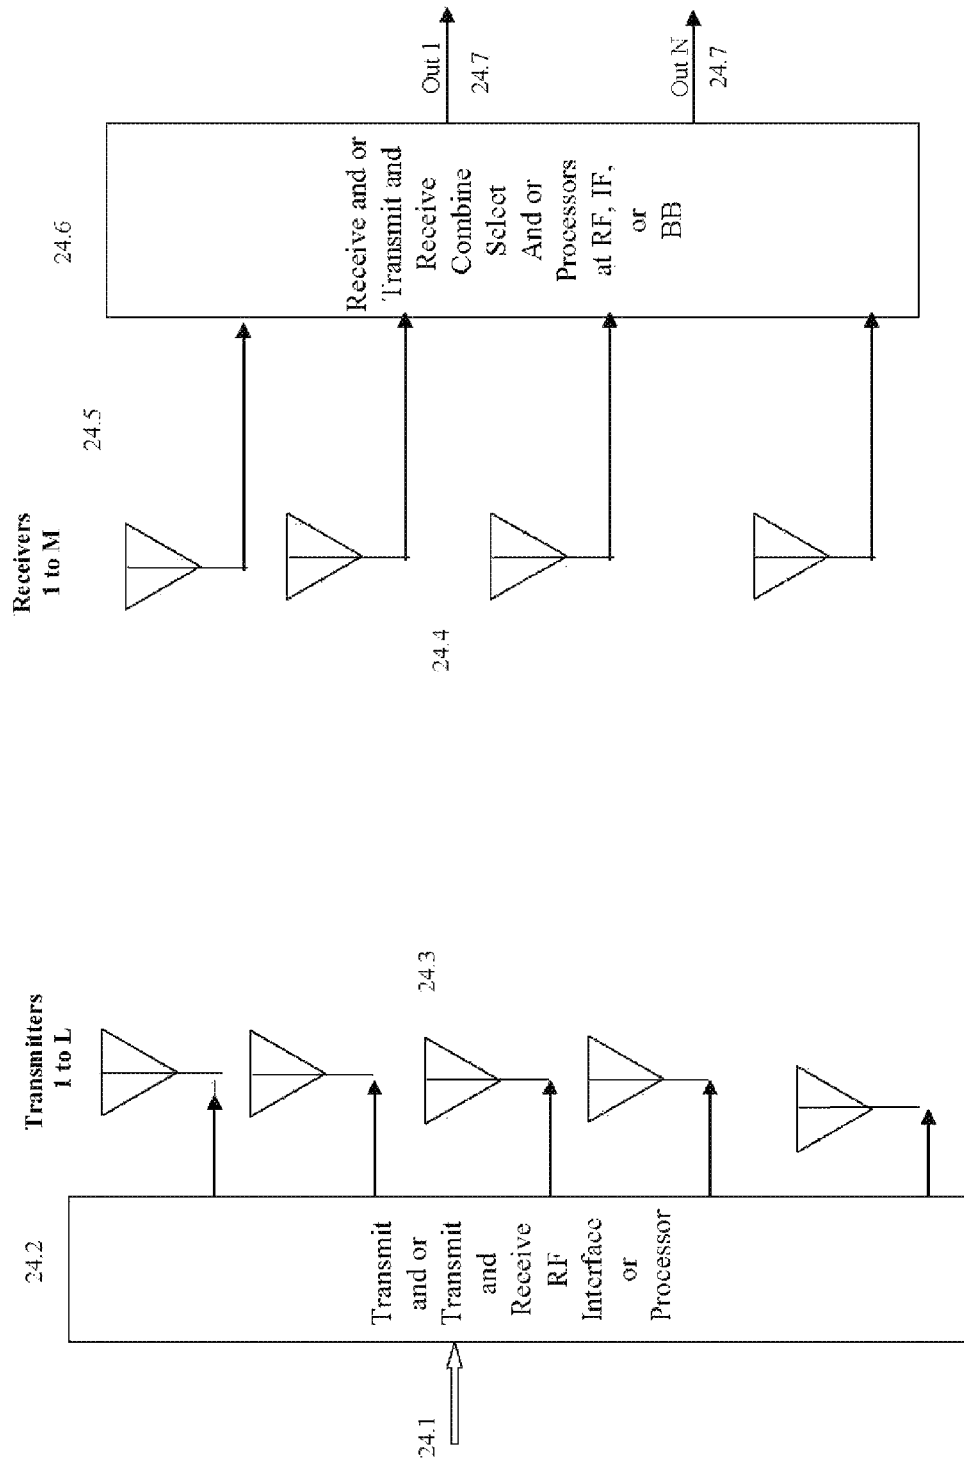 24.1
24.2
Transmit
and or
Transmit
and
Receive
RF
Interface
or
Processor
Transmitters
1 to L
24.3
24.4
Receivers
1 to M
24.5
24.6
Receive and or
Transmit and
Receive
Combine
Select
And or
Processors
at RF, IF,
or
BB
Out 1
24.7
Out N
24.7